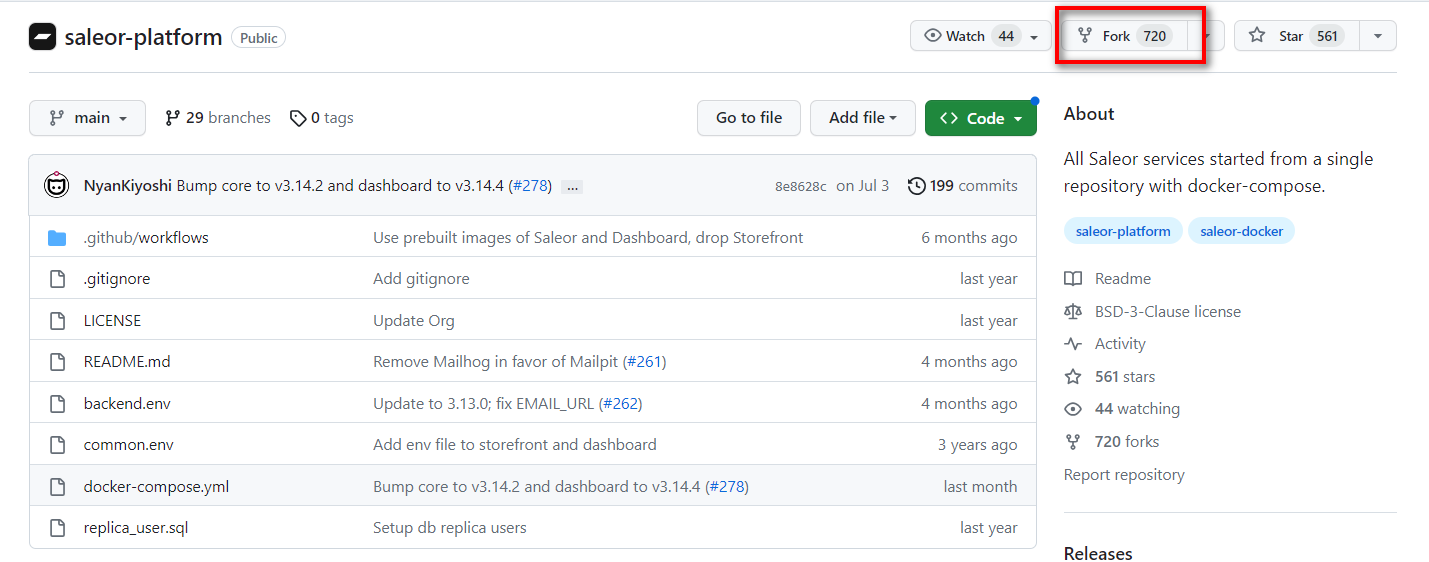 saleor-platform Public Watch 44 Fork 720 Star 561
main 29 branches 0 tags Go to file Add file Code
NyanKiyoshi Bump core to v3.14.2 and dashboard to v3.14.4 (#278) ... 8e8628c on Jul 3 199 commits
.github/workflows Use prebuilt images of Saleor and Dashboard, drop Storefront 6 months ago
.gitignore Add gitignore last year
LICENSE Update Org last year
README.md Remove Mailhog in favor of Mailpit (#261) 4 months ago
backend.env Update to 3.13.0; fix EMAIL_URL (#262) 4 months ago
common.env Add env file to storefront and dashboard 3 years ago
docker-compose.yml Bump core to v3.14.2 and dashboard to v3.14.4 (#278) last month
replica_user.sql Setup db replica users last year
About
All Saleor services started from a single
repository with docker-compose.
saleor-platform saleor-docker
Readme
BSD-3-Clause license
Activity
561 stars
44 watching
720 forks
Report repository
Releases